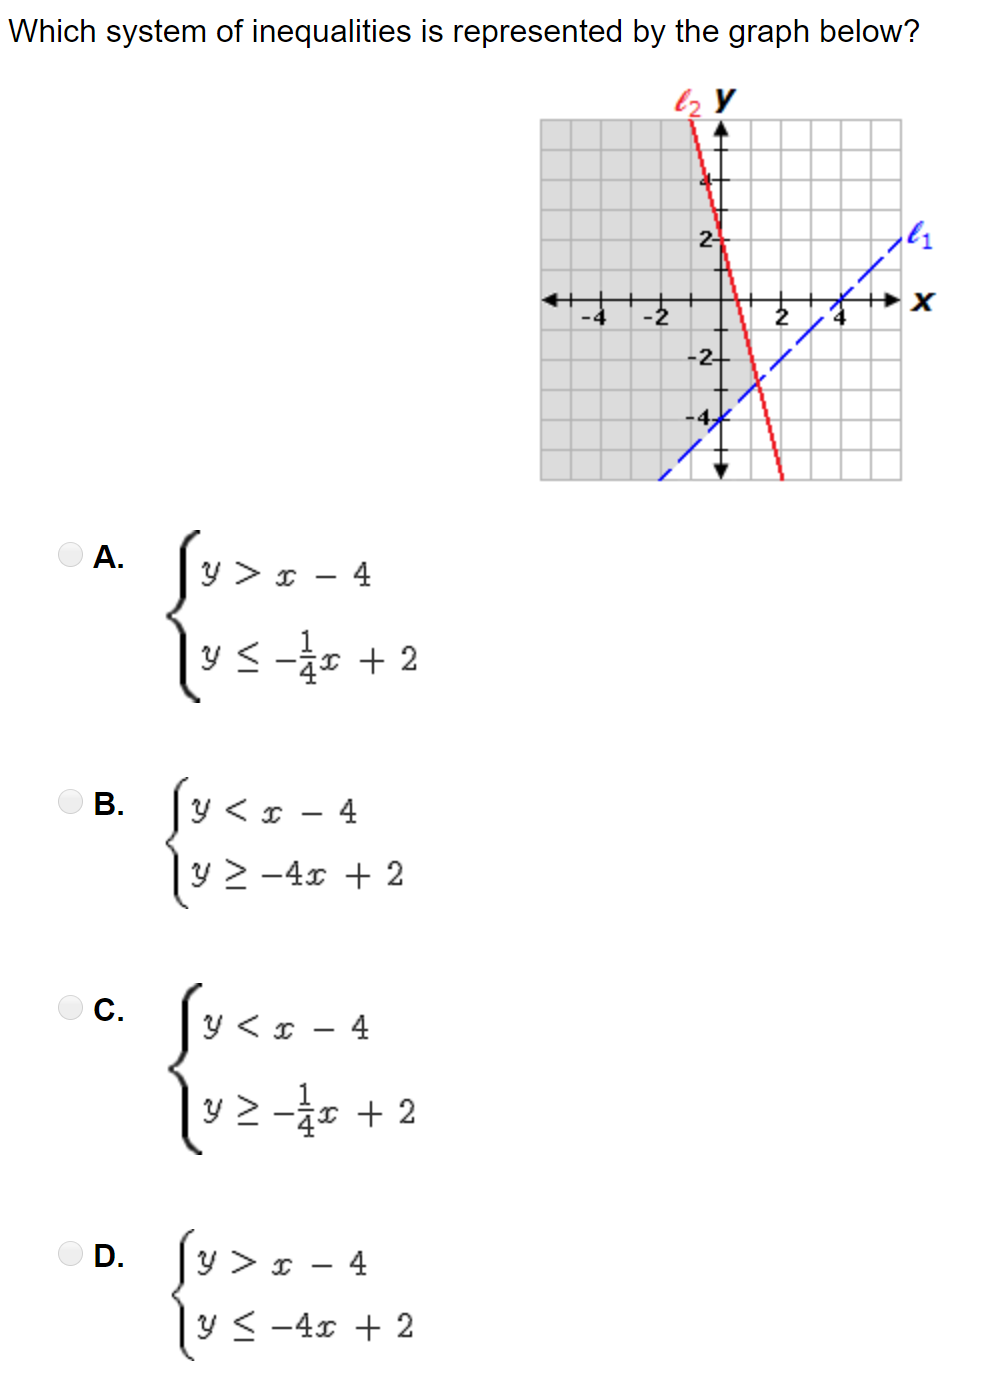 Which system of inequalities is represented by the graph below?
ℓ₂ y
4
2
ℓ₁
x
-4 -2 2 4
-2
-4
A. y > x − 4
y ≤ −1/4x + 2
B. y < x − 4
y ≥ −4x + 2
C. y < x − 4
y ≥ −1/4x + 2
D. y > x − 4
y ≤ −4x + 2